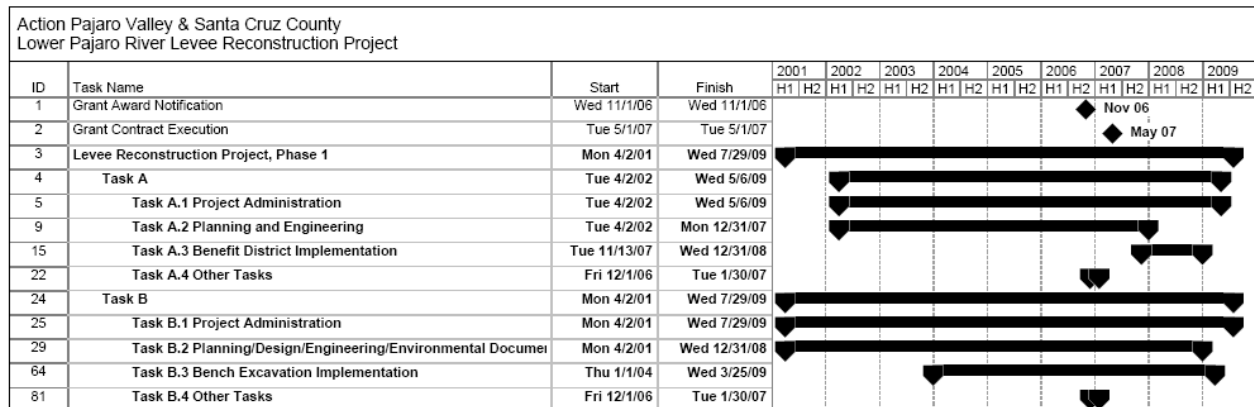 Action Pajaro Valley & Santa Cruz County
Lower Pajaro River Levee Reconstruction Project
2001 2002 2003 2004 2005 2006 2007 2008 2009
ID Task Name Start Finish H1 H2 H1 H2 H1 H2 H1 H2 H1 H2 H1 H2 H1 H2 H1 H2 H1 H2
1 Grant Award Notification Wed 11/1/06 Wed 11/1/06 Nov 06
2 Grant Contract Execution Tue 5/1/07 Tue 5/1/07 May 07
3 Levee Reconstruction Project, Phase 1 Mon 4/2/01 Wed 7/29/09
4 Task A Tue 4/2/02 Wed 5/6/09
5 Task A.1 Project Administration Tue 4/2/02 Wed 5/6/09
9 Task A.2 Planning and Engineering Tue 4/2/02 Mon 12/31/07
15 Task A.3 Benefit District Implementation Tue 11/13/07 Wed 12/31/08
22 Task A.4 Other Tasks Fri 12/1/06 Tue 1/30/07
24 Task B Mon 4/2/01 Wed 7/29/09
25 Task B.1 Project Administration Mon 4/2/01 Wed 7/29/09
29 Task B.2 Planning/Design/Engineering/Environmental Documen Mon 4/2/01 Wed 12/31/08
64 Task B.3 Bench Excavation Implementation Thu 1/1/04 Wed 3/25/09
81 Task B.4 Other Tasks Fri 12/1/06 Tue 1/30/07